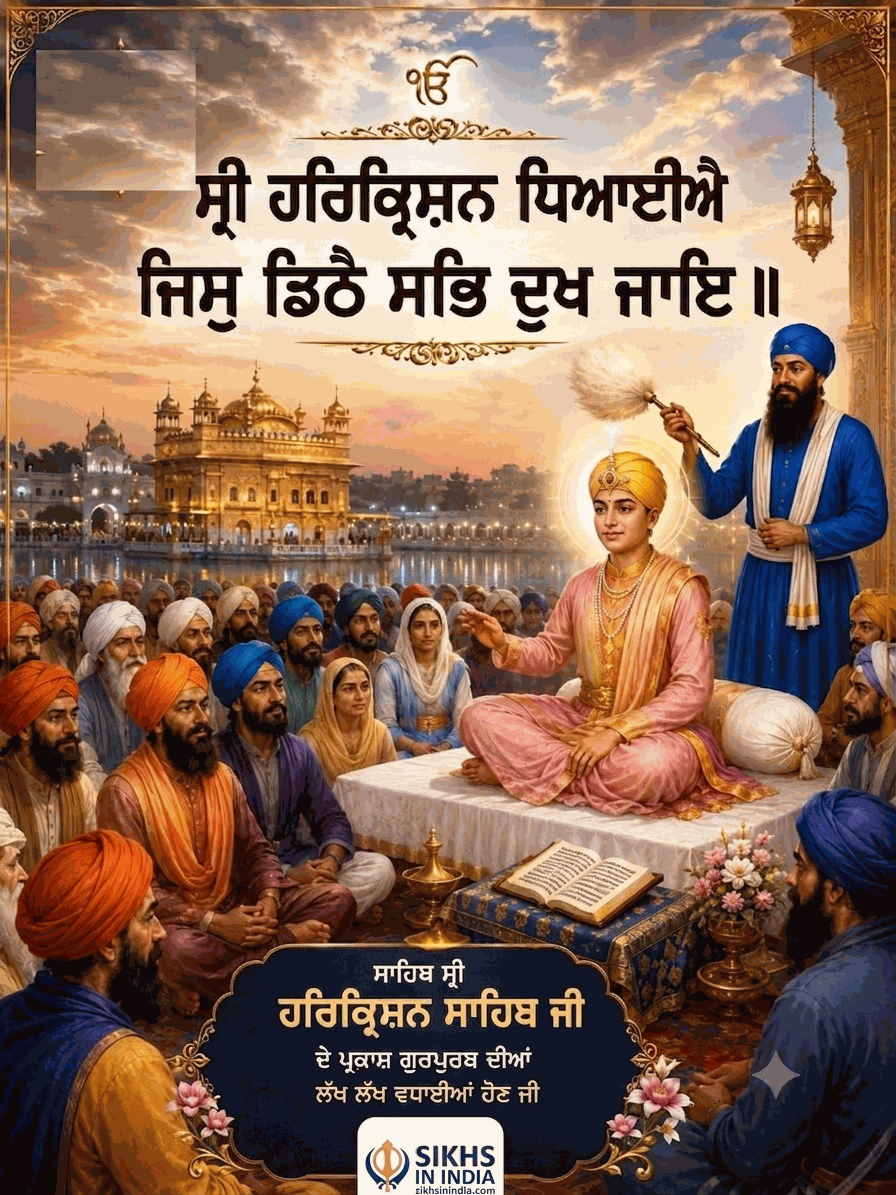 ੴ
ਸ੍ਰੀ ਹਰਿਕ੍ਰਿਸ਼ਨ ਧਿਆਈਐ
ਜਿਸੁ ਡਿਠੈ ਸਭਿ ਦੁਖ ਜਾਇ॥
ਸਾਹਿਬ ਸ੍ਰੀ
ਹਰਿਕ੍ਰਿਸ਼ਨ ਸਾਹਿਬ ਜੀ
ਦੇ ਪ੍ਰਕਾਸ਼ ਗੁਰਪੁਰਬ ਦੀਆਂ
ਲੱਖ ਲੱਖ ਵਧਾਈਆਂ ਹੋਣ ਜੀ
SIKHS
IN INDIA
sikhsinindia.com